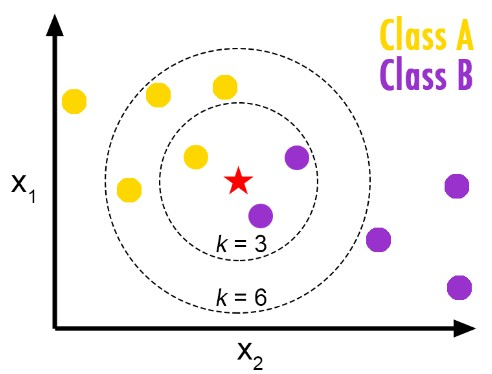 Class A
Class B
x1
k = 3
k = 6
x2